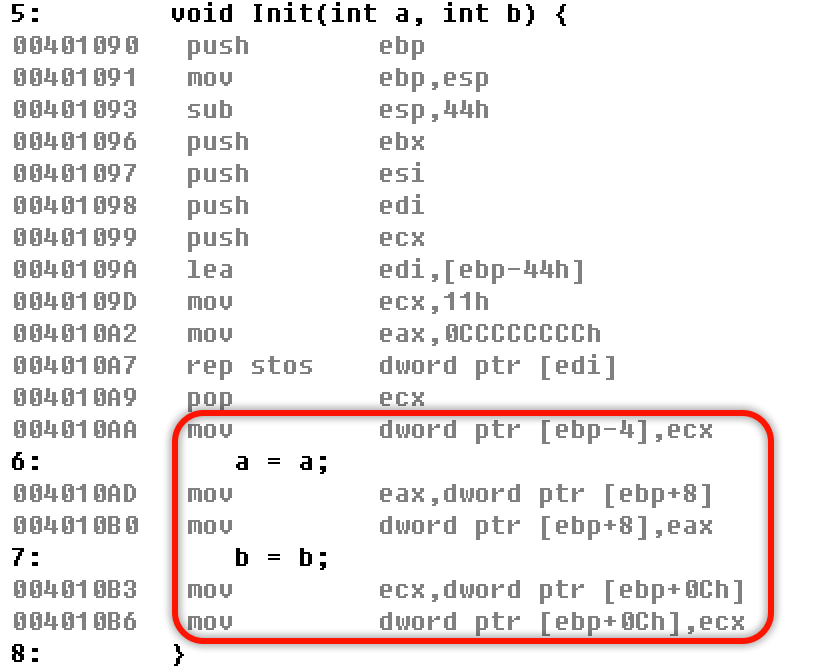 5: void Init(int a, int b) {
00401090 push ebp
00401091 mov ebp,esp
00401093 sub esp,44h
00401096 push ebx
00401097 push esi
00401098 push edi
00401099 push ecx
0040109A lea edi,[ebp-44h]
0040109D mov ecx,11h
004010A2 mov eax,0CCCCCCCCh
004010A7 rep stos dword ptr [edi]
004010A9 pop ecx
004010AA mov dword ptr [ebp-4],ecx
6: a = a;
004010AD mov eax,dword ptr [ebp+8]
004010B0 mov dword ptr [ebp+8],eax
7: b = b;
004010B3 mov ecx,dword ptr [ebp+0Ch]
004010B6 mov dword ptr [ebp+0Ch],ecx
8: }